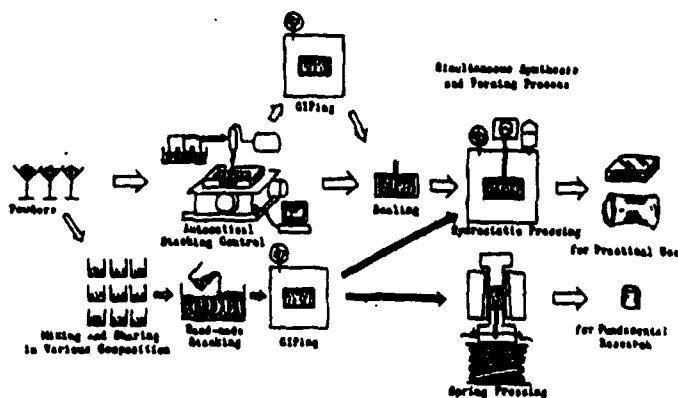 Simultaneous Synthesis
and Forming Process
CIPing
Powders
Automatical
Stacking Control
Sealing
Hydrostatic Pressing
for Practical Use
Mixing and Sharing
in Various Composition
Hand-made
Stacking
CIPing
Spring Pressing
for Fundamental
Research